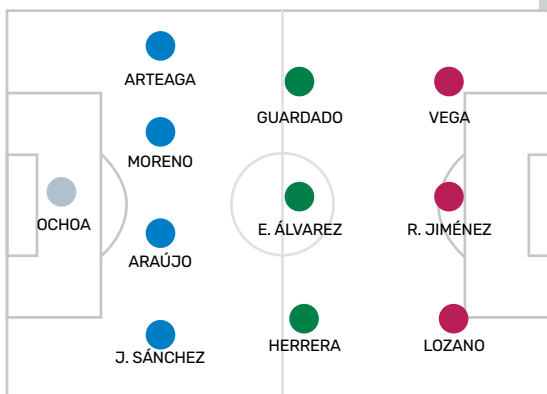 ARTEAGA
GUARDADO
VEGA
MORENO
OCHOA
E. ÁLVAREZ
R. JIMÉNEZ
ARAÚJO
J. SÁNCHEZ
HERRERA
LOZANO